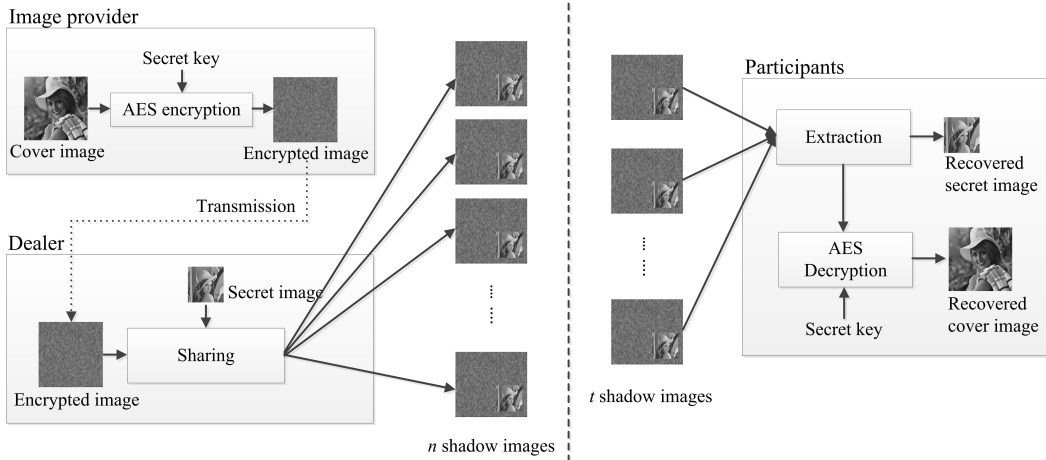 Image provider
Secret key
AES encryption
Cover image
Encrypted image
Transmission
Dealer
Secret image
Sharing
Encrypted image
n shadow images
t shadow images
Participants
Extraction
Recovered
secret image
AES
Decryption
Secret key
Recovered
cover image